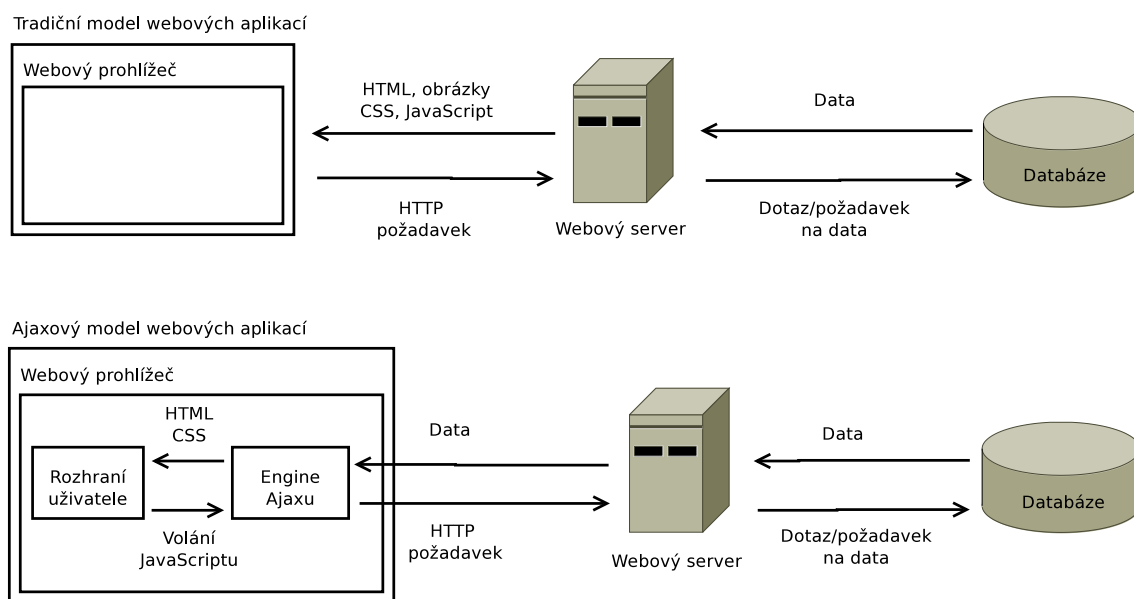 Tradiční model webových aplikací
Webový prohlížeč
HTML, obrázky
CSS, JavaScript
HTTP
požadavek
Webový server
Data
Dotaz/požadavek
na data
Databáze
Ajaxový model webových aplikací
Webový prohlížeč
HTML
CSS
Rozhraní
uživatele
Engine
Ajaxu
Volání
JavaScriptu
Data
HTTP
požadavek
Webový server
Data
Dotaz/požadavek
na data
Databáze